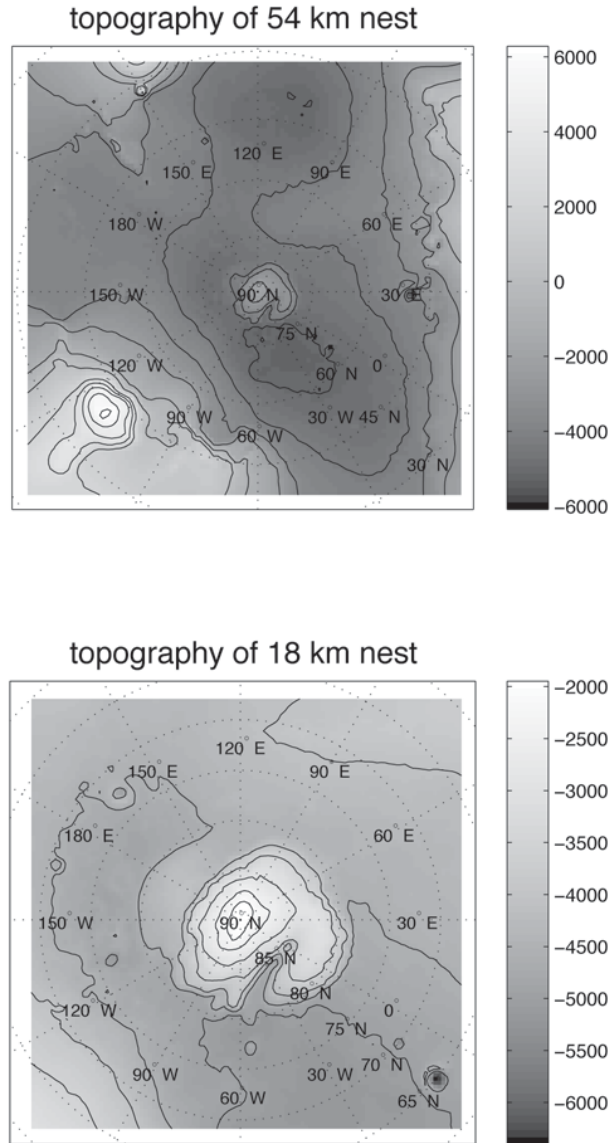 topography of 54 km nest
120 E
150 E
90 E
180 W
60 E
150 W
90 N
30 E
75 N
120 W
60 N
0
90 W
30 W
45 N
60 W
30 N
6000
4000
2000
0
−2000
−4000
−6000
topography of 18 km nest
120 E
150 E
90 E
180 E
60 E
150 W
90 N
30 E
85 N
80 N
120 W
0
75 N
70 N
90 W
30 W
60 W
65 N
−2000
−2500
−3000
−3500
−4000
−4500
−5000
−5500
−6000